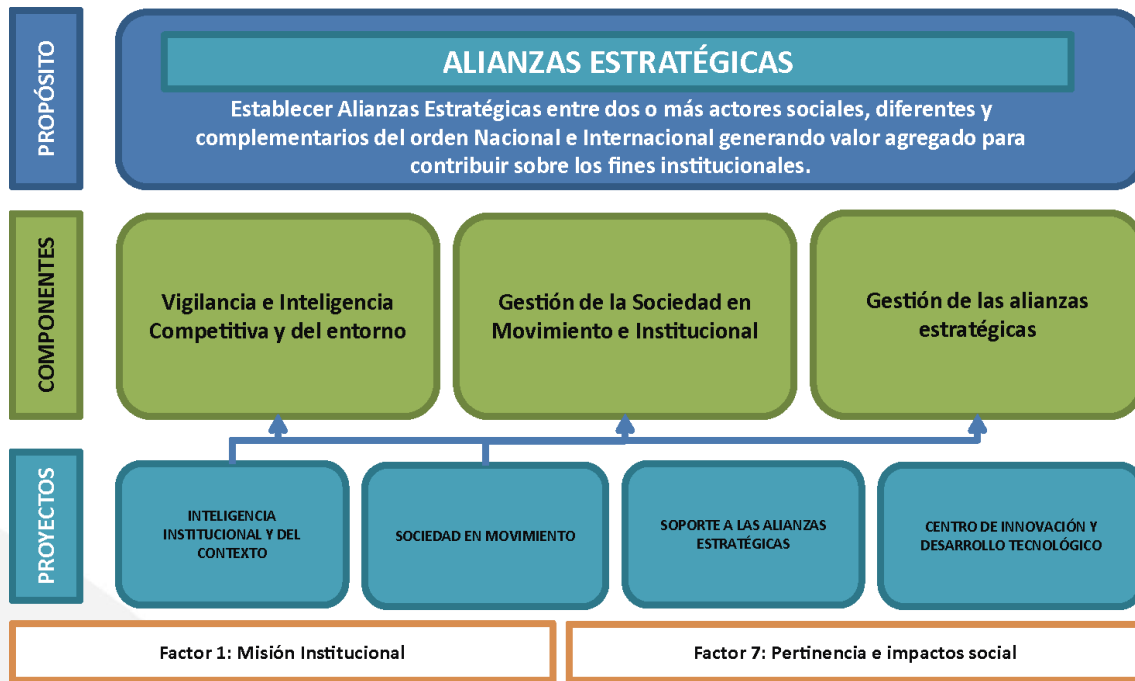 PROPÓSITO
ALIANZAS ESTRATÉGICAS
Establecer Alianzas Estratégicas entre dos o más actores sociales, diferentes y
complementarios del orden Nacional e Internacional generando valor agregado para
contribuir sobre los fines institucionales.
COMPONENTES
Vigilancia e Inteligencia
Competitiva y del entorno
Gestión de la Sociedad en
Movimiento e Institucional
Gestión de las alianzas
estratégicas
PROYECTOS
INTELIGENCIA
INSTITUCIONAL Y DEL
CONTEXTO
SOCIEDAD EN MOVIMIENTO
SOPORTE A LAS ALIANZAS
ESTRATÉGICAS
CENTRO DE INNOVACIÓN Y
DESARROLLO TECNOLÓGICO
Factor 1: Misión Institucional
Factor 7: Pertinencia e impactos social